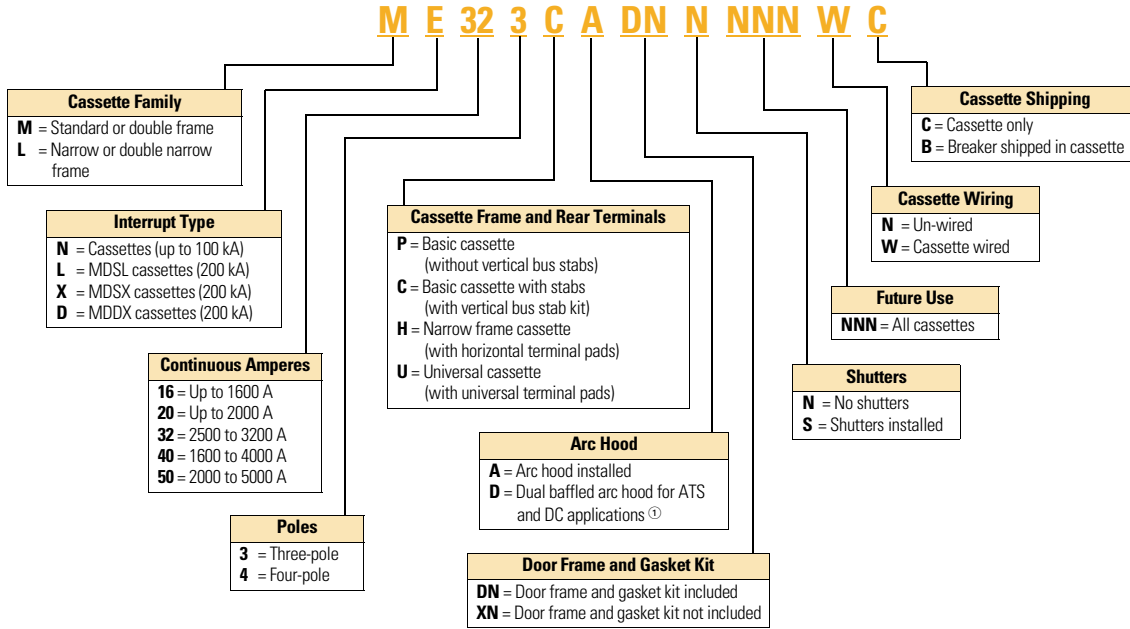 M E 32 3 C A DN N NNN W C
Cassette Family
M = Standard or double frame
L = Narrow or double narrow
frame
Interrupt Type
N = Cassettes (up to 100 kA)
L = MDSL cassettes (200 kA)
X = MDSX cassettes (200 kA)
D = MDDX cassettes (200 kA)
Continuous Amperes
16 = Up to 1600 A
20 = Up to 2000 A
32 = 2500 to 3200 A
40 = 1600 to 4000 A
50 = 2000 to 5000 A
Poles
3 = Three-pole
4 = Four-pole
Cassette Frame and Rear Terminals
P = Basic cassette
(without vertical bus stabs)
C = Basic cassette with stabs
(with vertical bus stab kit)
H = Narrow frame cassette
(with horizontal terminal pads)
U = Universal cassette
(with universal terminal pads)
Arc Hood
A = Arc hood installed
D = Dual baffled arc hood for ATS
and DC applications ①
Door Frame and Gasket Kit
DN = Door frame and gasket kit included
XN = Door frame and gasket kit not included
Shutters
N = No shutters
S = Shutters installed
Future Use
NNN = All cassettes
Cassette Wiring
N = Un-wired
W = Cassette wired
Cassette Shipping
C = Cassette only
B = Breaker shipped in cassette